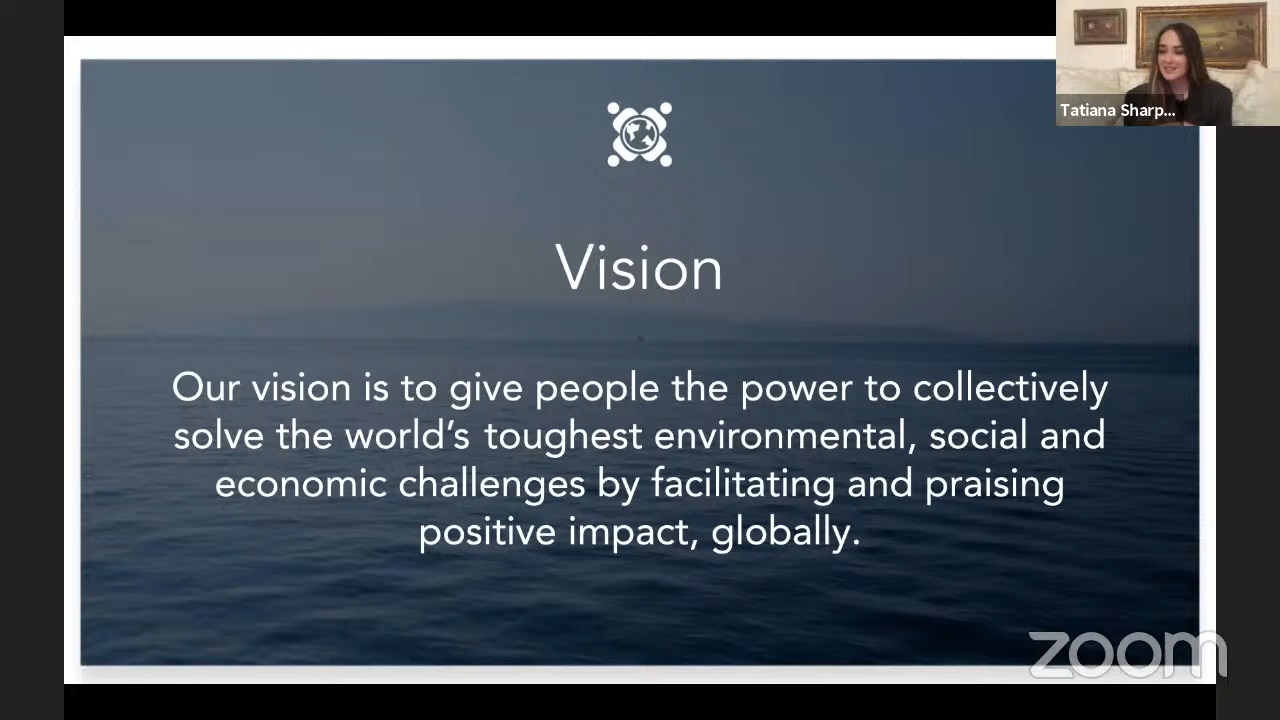 Tatiana Sharp...
Vision
Our vision is to give people the power to collectively
solve the world’s toughest environmental, social and
economic challenges by facilitating and praising
positive impact, globally.
zoom